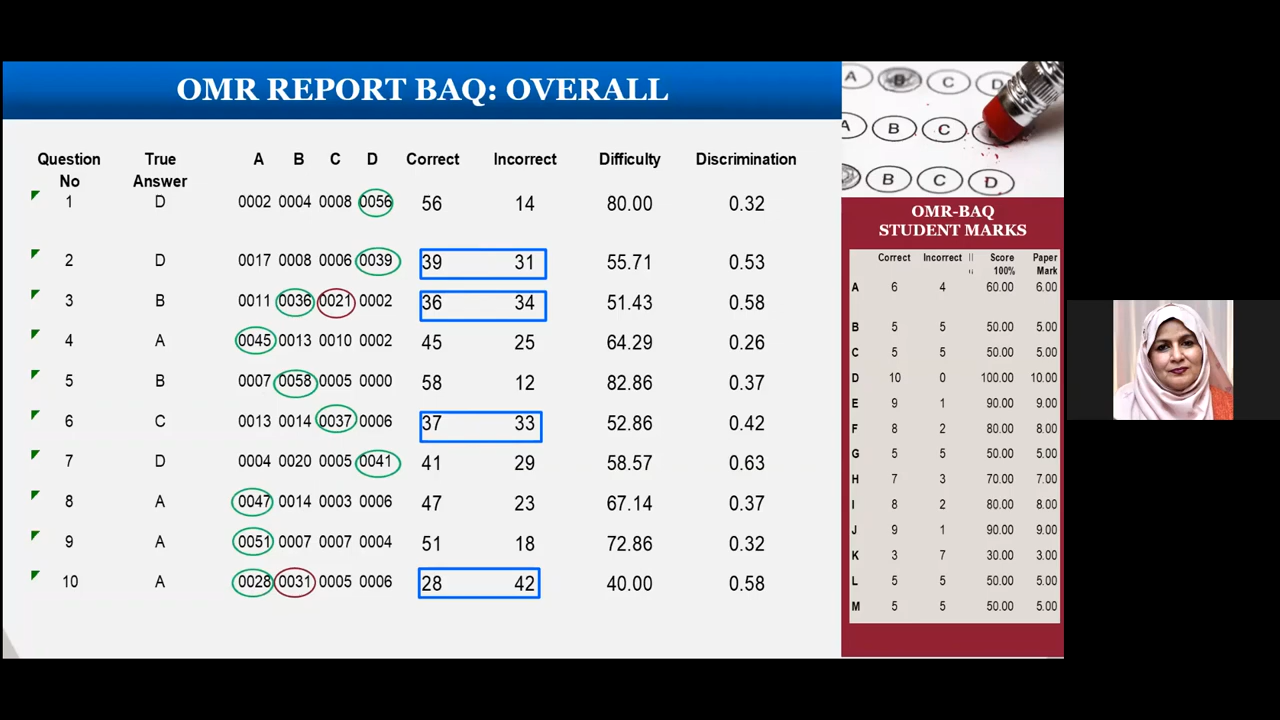 OMR REPORT BAQ: OVERALL
Question No True Answer A B C D Correct Incorrect Difficulty Discrimination
1 D 0002 0004 0008 0056 56 14 80.00 0.32
2 D 0017 0008 0006 0039 39 31 55.71 0.53
3 B 0011 0036 0021 0002 36 34 51.43 0.58
4 A 0045 0013 0010 0002 45 25 64.29 0.26
5 B 0007 0058 0005 0000 58 12 82.86 0.37
6 C 0013 0014 0037 0006 37 33 52.86 0.42
7 D 0004 0020 0005 0041 41 29 58.57 0.63
8 A 0047 0014 0003 0006 47 23 67.14 0.37
9 A 0051 0007 0007 0004 51 18 72.86 0.32
10 A 0028 0031 0005 0006 28 42 40.00 0.58
A B C D
A B C
B C D
OMR-BAQ
STUDENT MARKS
Correct Incorrect Score 100% Paper Mark
A 6 4 60.00 6.00
B 5 5 50.00 5.00
C 5 5 50.00 5.00
D 10 0 100.00 10.00
E 9 1 90.00 9.00
F 8 2 80.00 8.00
G 5 5 50.00 5.00
H 7 3 70.00 7.00
I 8 2 80.00 8.00
J 9 1 90.00 9.00
K 3 7 30.00 3.00
L 5 5 50.00 5.00
M 5 5 50.00 5.00